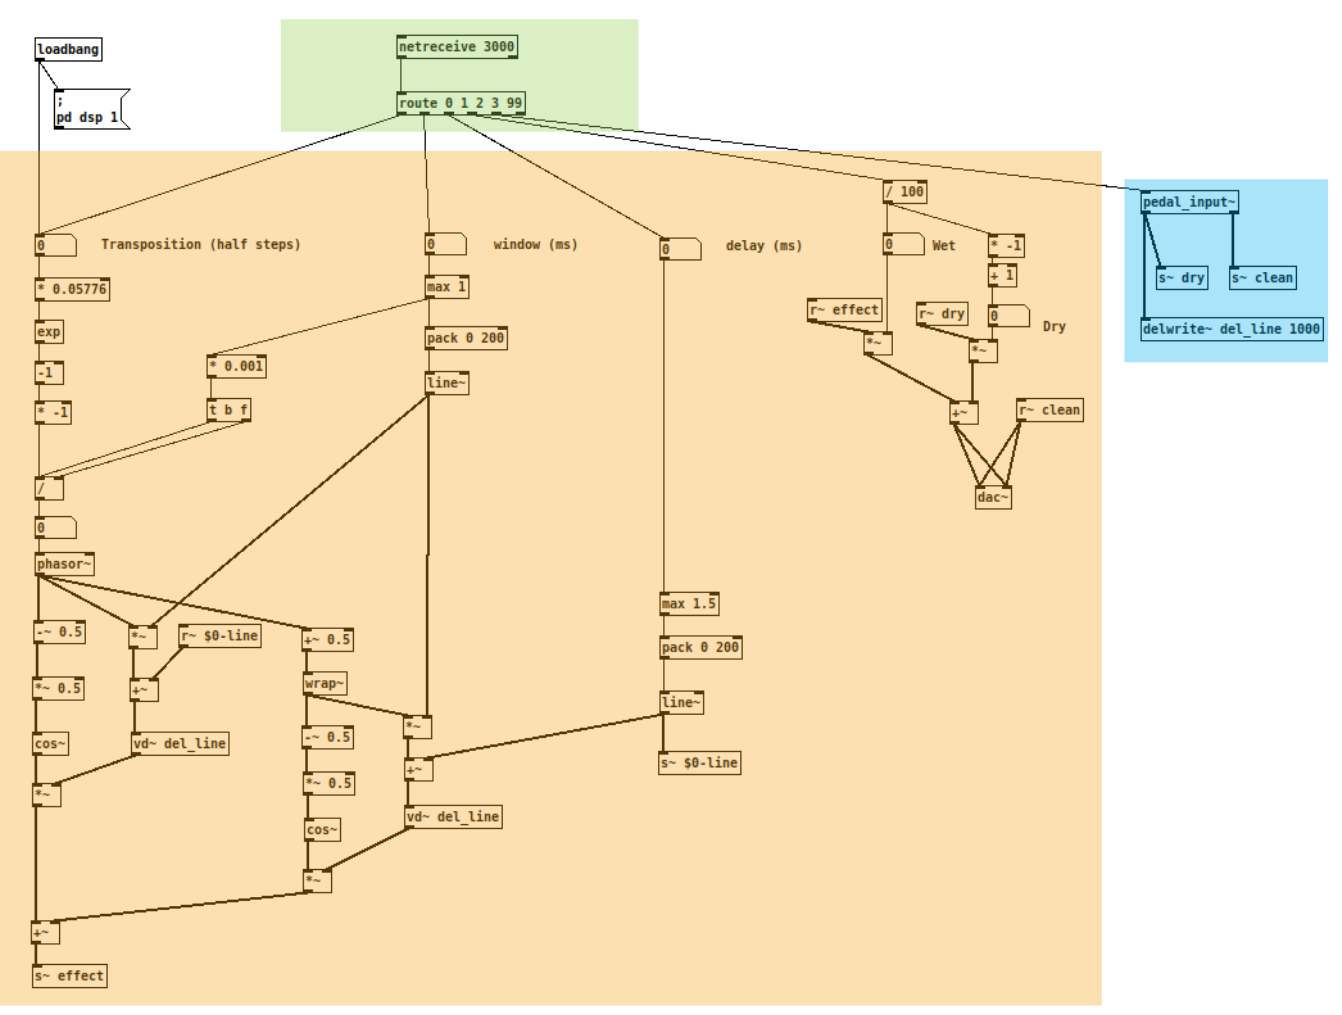 loadbang
;
pd dsp 1
netreceive 3000
route 0 1 2 3 99
/ 100
pedal_input~
s~ dry
s~ clean
delwrite~ del_line 1000
0
Transposition (half steps)
0
window (ms)
0
delay (ms)
0
Wet
* -1
* 0.05776
max 1
+ 1
exp
pack 0 200
r~ effect
r~ dry
0
Dry
*~
*~
-1
* 0.001
line~
* -1
t b f
+~
r~ clean
/
dac~
0
phasor~
max 1.5
-~ 0.5
*~
r~ $0-line
+~ 0.5
pack 0 200
*~ 0.5
+~
wrap~
line~
*~
cos~
vd~ del_line
-~ 0.5
+~
s~ $0-line
*~
*~ 0.5
cos~
vd~ del_line
*~
+~
s~ effect